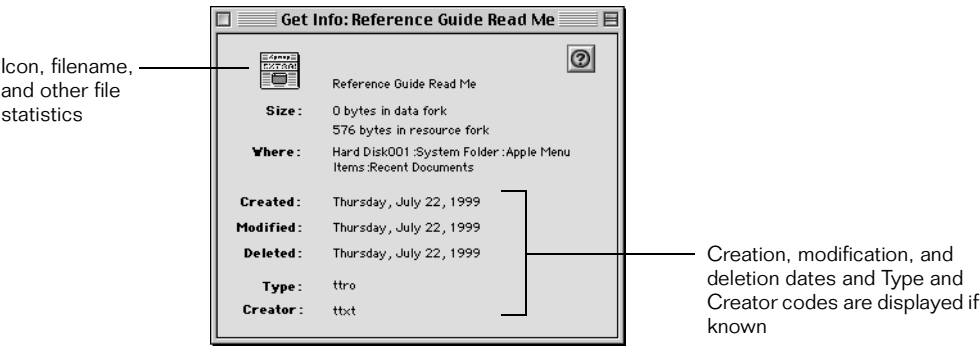 Get Info: Reference Guide Read Me
Icon, filename,
and other file
statistics
EXTRA!
?
Reference Guide Read Me
Size: 0 bytes in data fork
576 bytes in resource fork
Where: Hard Disk001 :System Folder :Apple Menu
Items :Recent Documents
Created: Thursday, July 22, 1999
Modified: Thursday, July 22, 1999
Deleted: Thursday, July 22, 1999
Type: ttro
Creator: ttxt
Creation, modification, and
deletion dates and Type and
Creator codes are displayed if
known